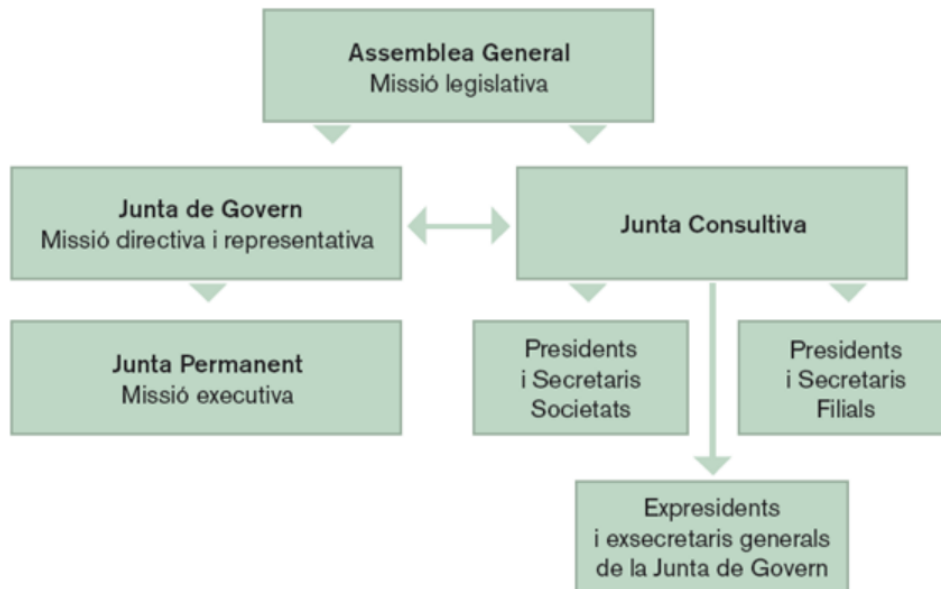 Assemblea General
Missió legislativa
Junta de Govern
Missió directiva i representativa
Junta Consultiva
Junta Permanent
Missió executiva
Presidents
i Secretaris
Societats
Presidents
i Secretaris
Filials
Expresidents
i exsecretaris generals
de la Junta de Govern